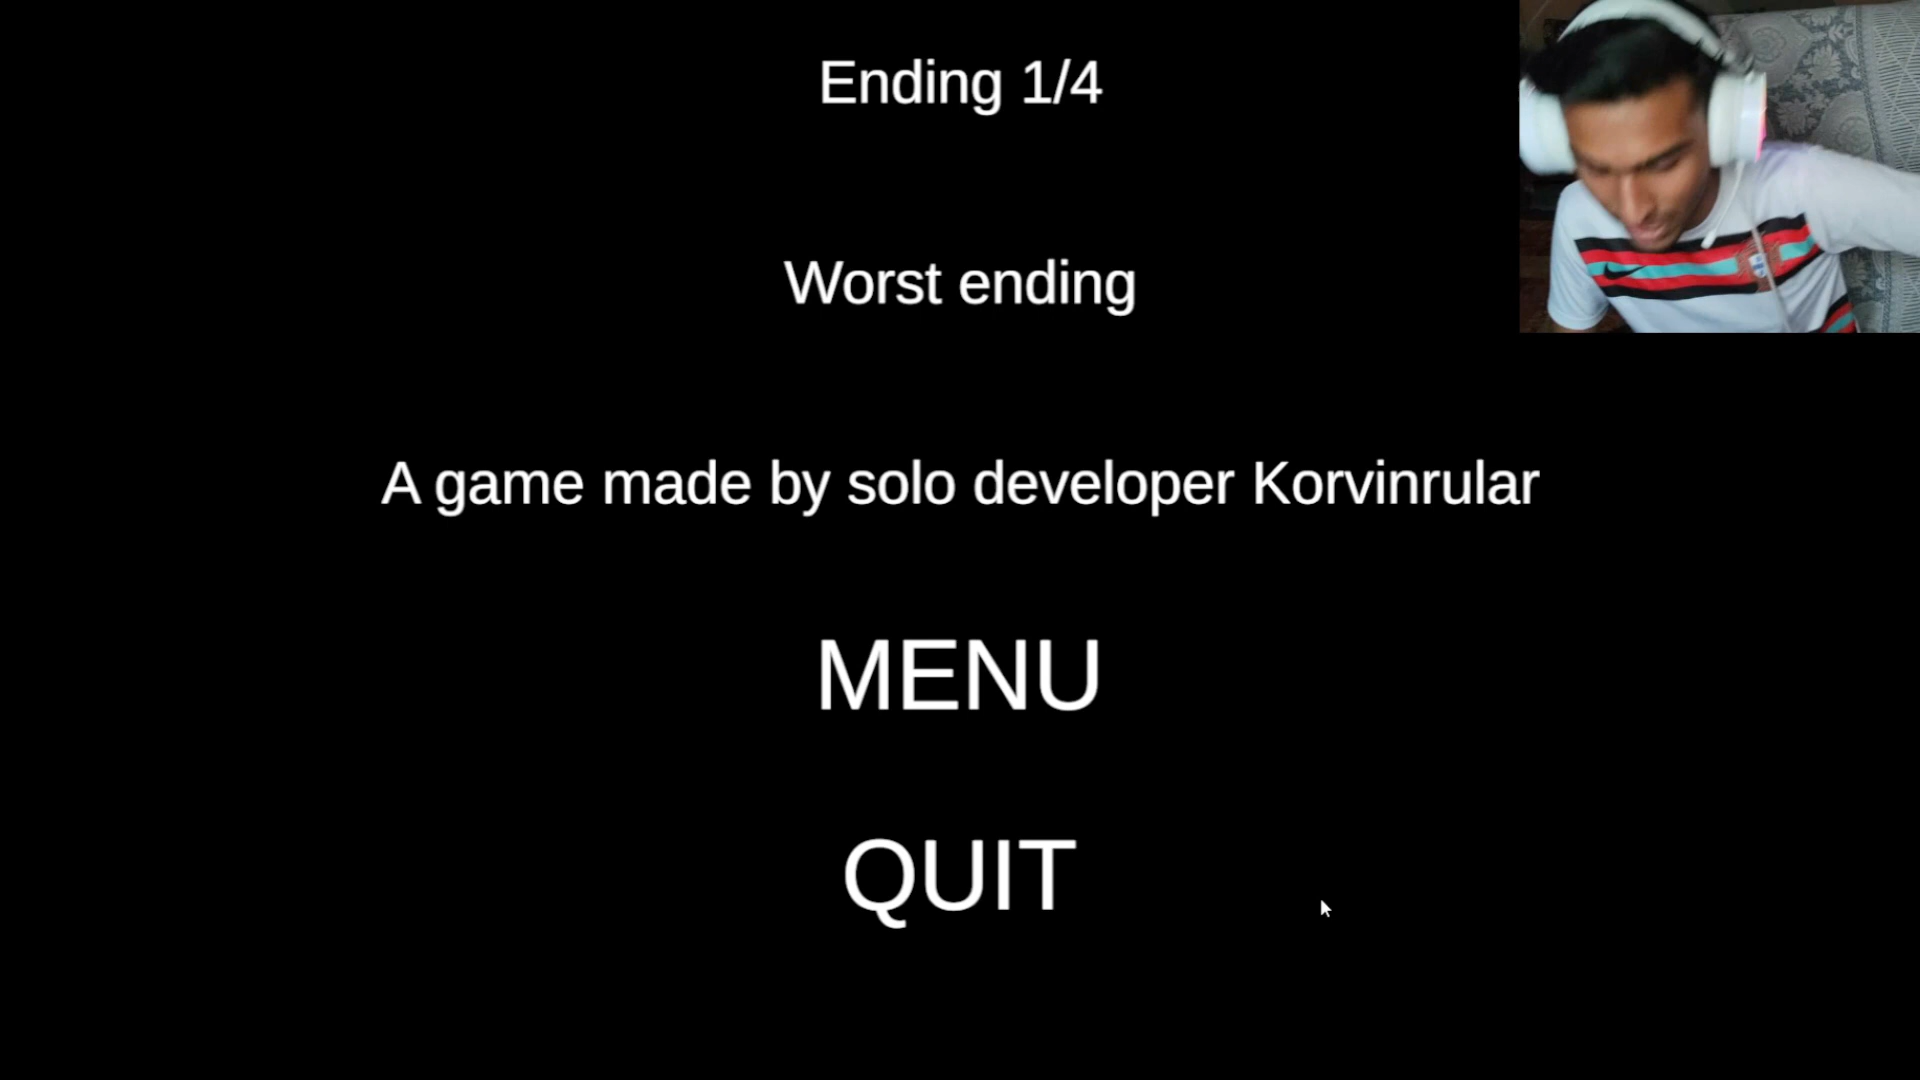 Ending 1/4
Worst ending
A game made by solo developer Korvinrular
MENU
QUIT